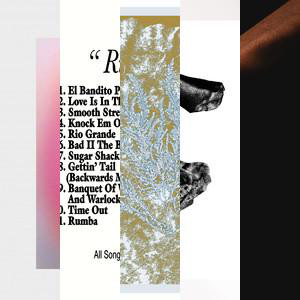 “ R
1. El Bandito P
2. Love Is In Th
3. Smooth Stre
4. Knock Em O
5. Rio Grande
6. Bad II The B
7. Sugar Shack
8. Gettin’ Tail
(Backwards M
9. Banquet Of
And Warlock
0. Time Out
1. Rumba
All Song